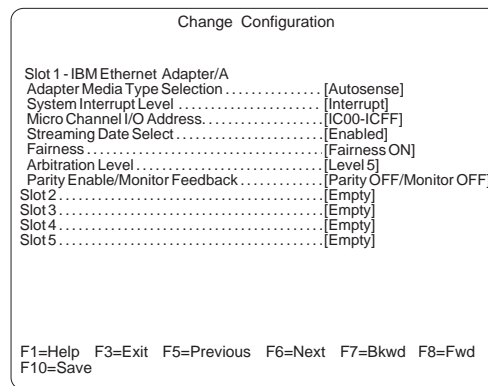 Change Configuration
Slot 1 - IBM Ethernet Adapter/A
Adapter Media Type Selection...............[Autosense]
System Interrupt Level......................[Interrupt]
Micro Channel I/O Address..................[IC00-ICFF]
Streaming Date Select......................[Enabled]
Fairness....................................[Fairness ON]
Arbitration Level...........................[Level 5]
Parity Enable/Monitor Feedback.............[Parity OFF/Monitor OFF]
Slot 2......................................[Empty]
Slot 3......................................[Empty]
Slot 4......................................[Empty]
Slot 5......................................[Empty]
F1=Help F3=Exit F5=Previous F6=Next F7=Bkwd F8=Fwd
F10=Save